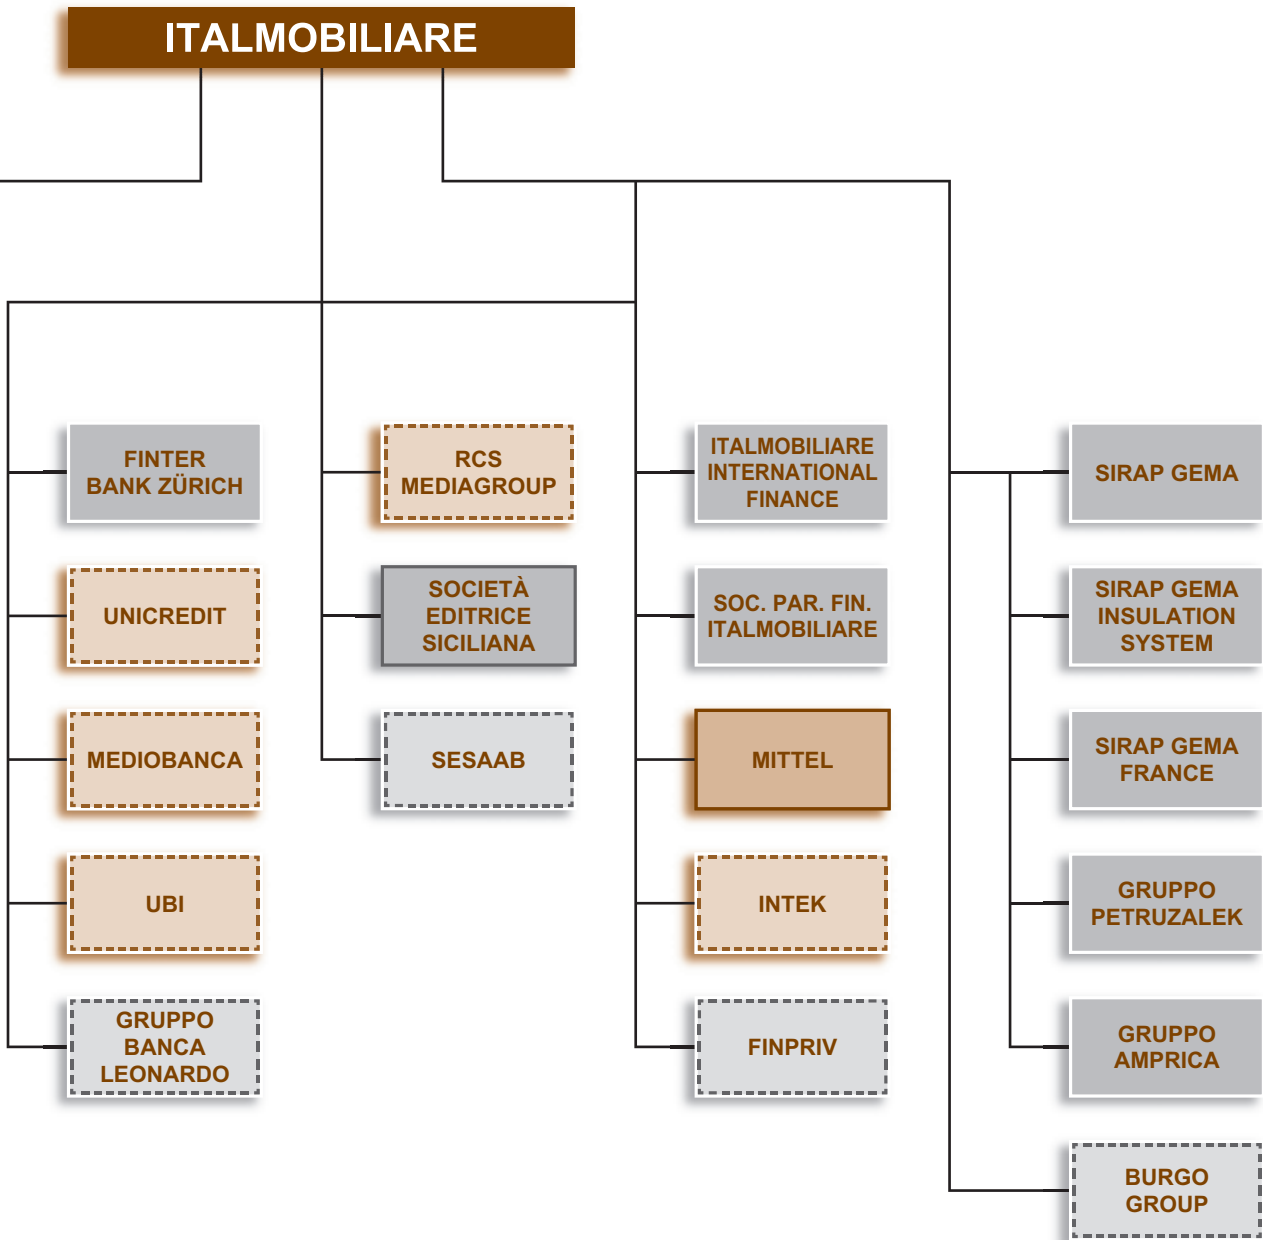 ITALMOBILIARE
FINTER
BANK ZÜRICH
UNICREDIT
MEDIOBANCA
UBI
GRUPPO
BANCA
LEONARDO
RCS
MEDIAGROUP
SOCIETÀ
EDITRICE
SICILIANA
SESAAB
ITALMOBILIARE
INTERNATIONAL
FINANCE
SOC. PAR. FIN.
ITALMOBILIARE
MITTEL
INTEK
FINPRIV
SIRAP GEMA
SIRAP GEMA
INSULATION
SYSTEM
SIRAP GEMA
FRANCE
GRUPPO
PETRUZALEK
GRUPPO
AMPRICA
BURGO
GROUP